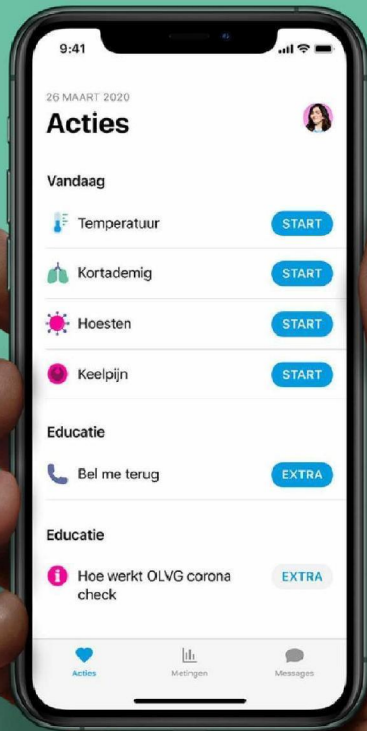 9:41
26 MAART 2020
Acties
Vandaag
Temperatuur START
Kortademig START
Hoesten START
Keelpijn START
Educatie
Bel me terug EXTRA
Educatie
Hoe werkt OLVG corona EXTRA
check
Acties Metingen Messages